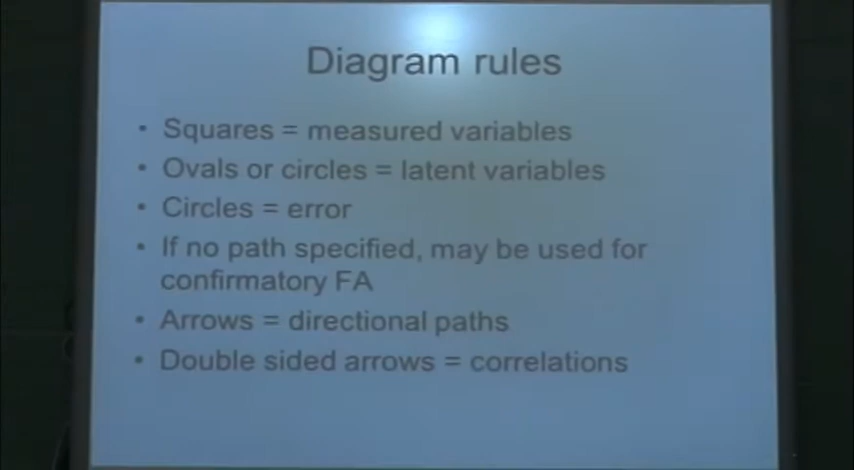 Diagram rules
• Squares = measured variables
• Ovals or circles = latent variables
• Circles = error
• If no path specified, may be used for
confirmatory FA
• Arrows = directional paths
• Double sided arrows = correlations